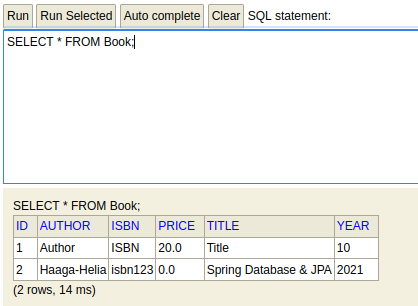 Run Run Selected Auto complete Clear SQL statement:
SELECT * FROM Book;
SELECT * FROM Book;
ID AUTHOR ISBN PRICE TITLE YEAR
1 Author ISBN 20.0 Title 10
2 Haaga-Helia isbn123 0.0 Spring Database & JPA 2021
(2 rows, 14 ms)